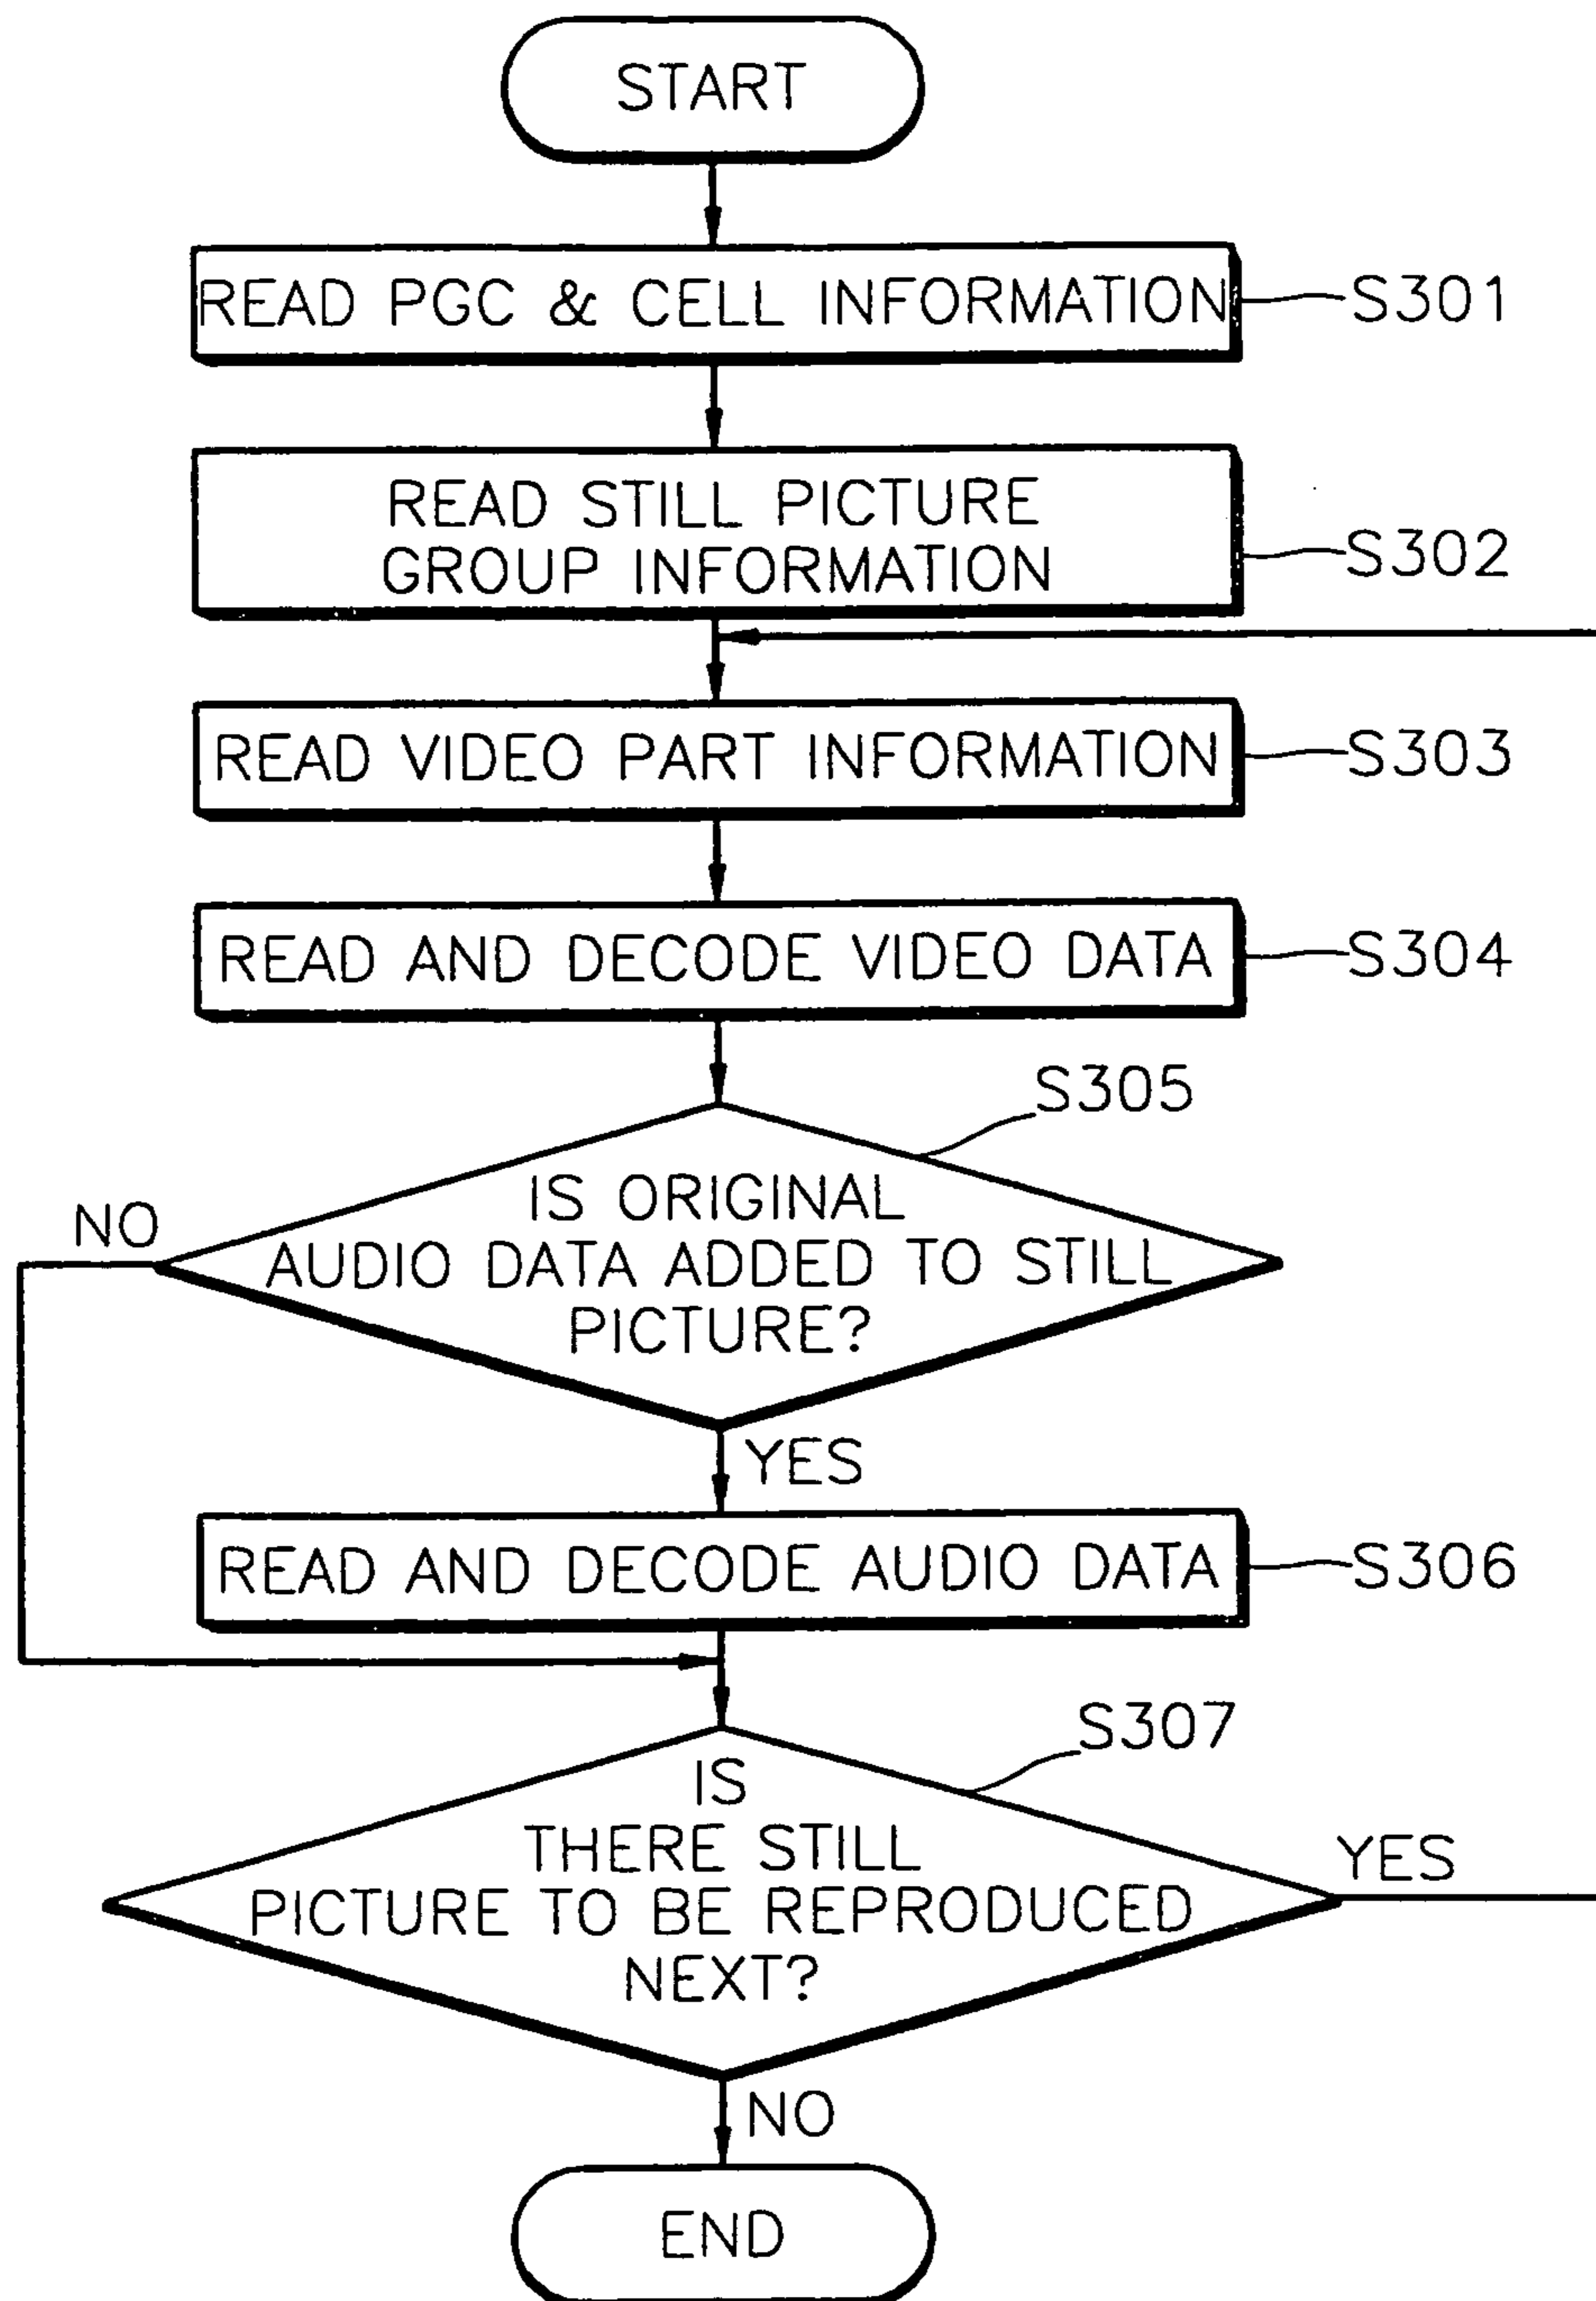 START
READ PGC & CELL INFORMATION
S301
READ STILL PICTURE
GROUP INFORMATION
S302
READ VIDEO PART INFORMATION
S303
READ AND DECODE VIDEO DATA
S304
S305
IS ORIGINAL
AUDIO DATA ADDED TO STILL
PICTURE?
NO
YES
READ AND DECODE AUDIO DATA
S306
S307
IS
THERE STILL
PICTURE TO BE REPRODUCED
NEXT?
YES
NO
END